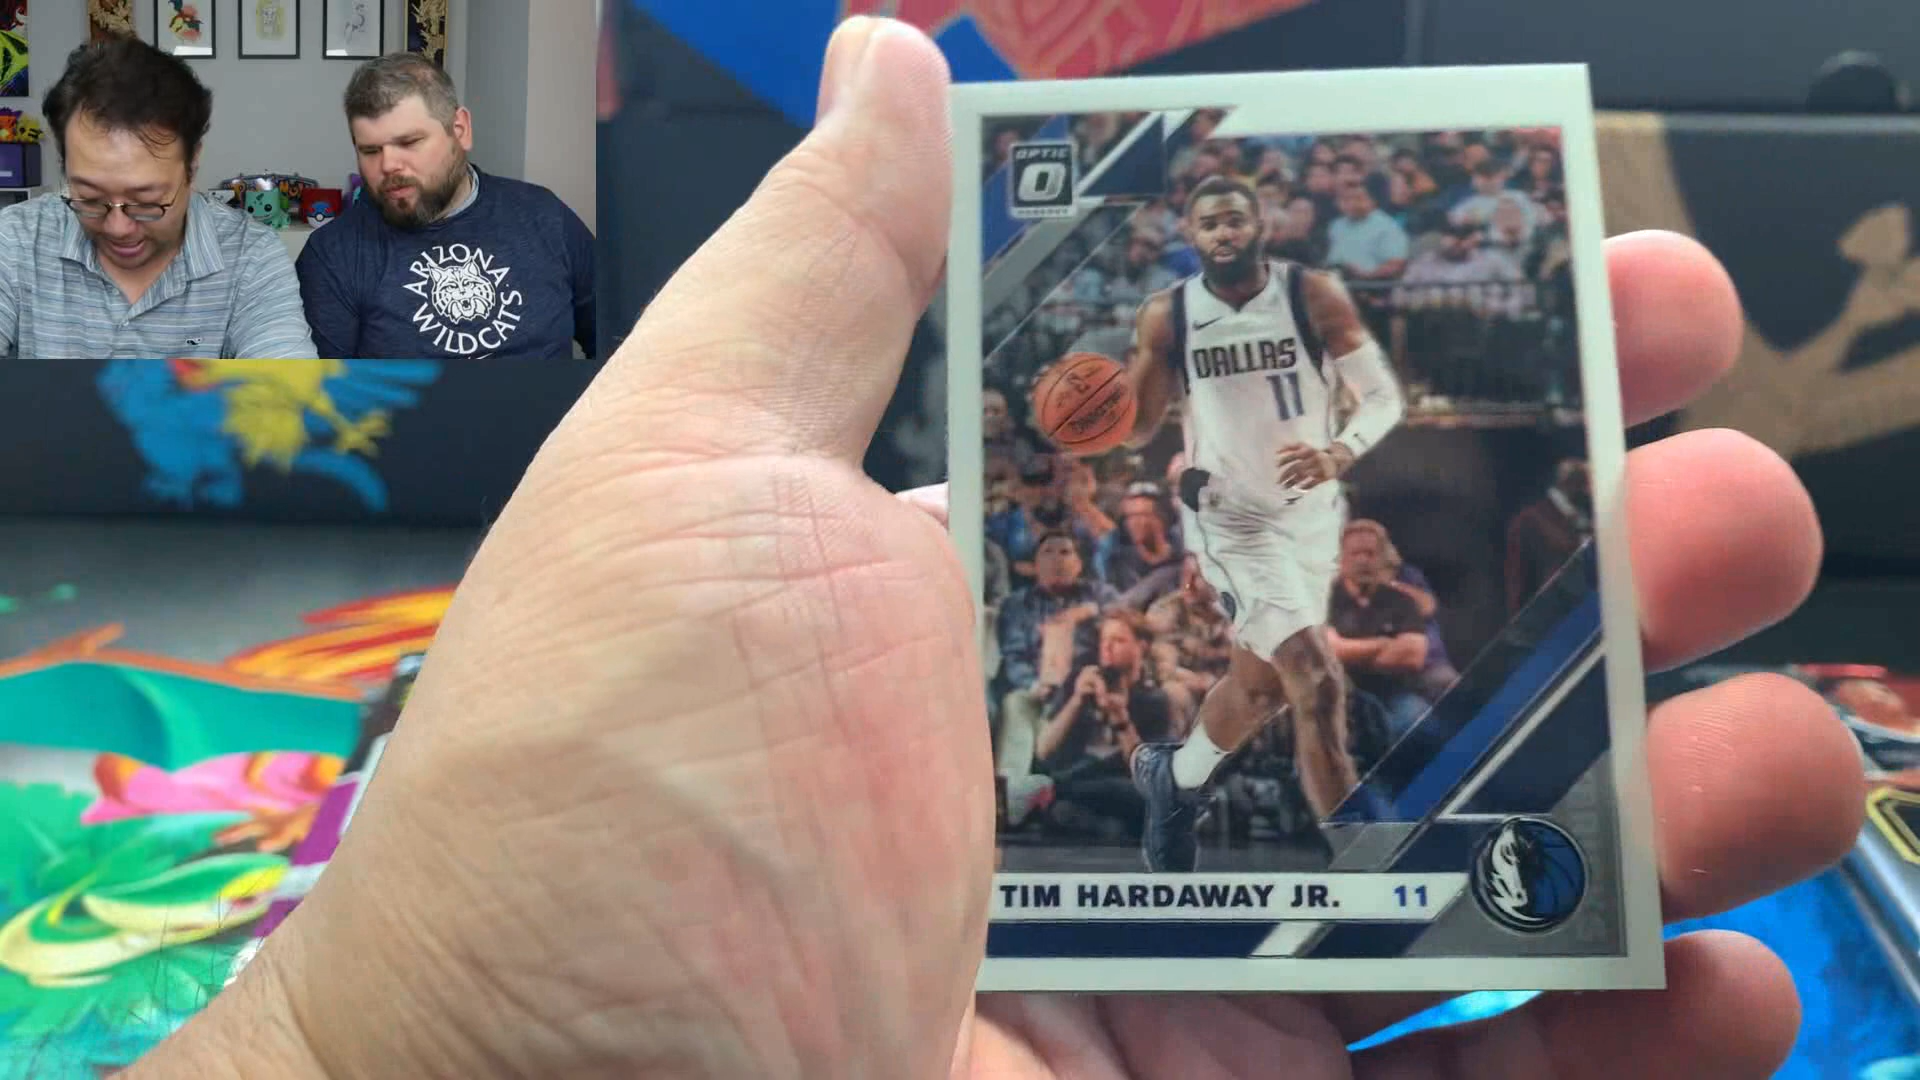 ARIZONA
WILDCATS
OPTIC
DALLAS
11
TIM HARDAWAY JR. 11